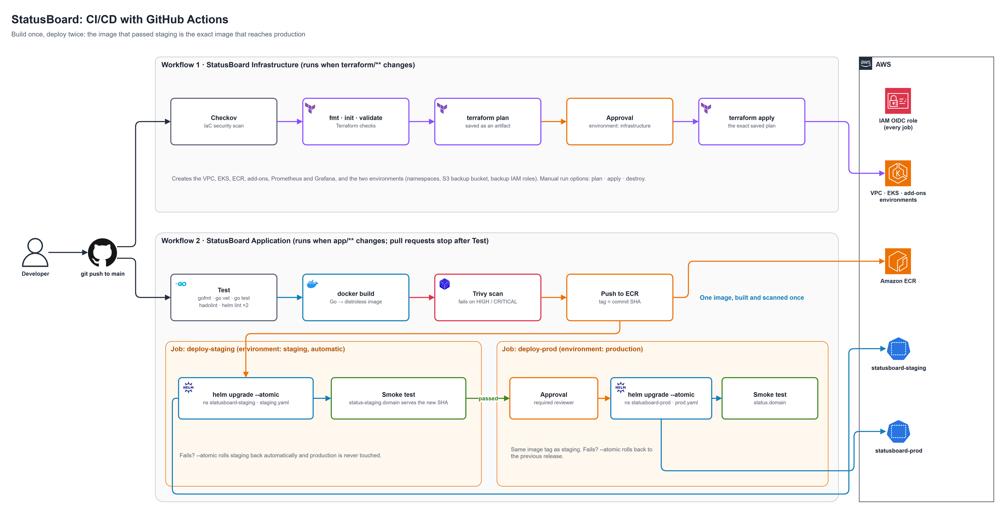 StatusBoard: CI/CD with GitHub Actions
Build once, deploy twice: the image that passed staging is the exact image that reaches production
Workflow 1 · StatusBoard Infrastructure (runs when terraform/** changes)
aws
AWS
Checkov
IaC security scan
fmt · init · validate
Terraform checks
terraform plan
saved as an artifact
Approval
environment: infrastructure
terraform apply
the exact saved plan
IAM OIDC role
(every job)
Creates the VPC, EKS, ECR, add-ons, Prometheus and Grafana, and the two environments (namespaces, S3 backup bucket, backup IAM roles). Manual run options: plan · apply · destroy.
K
VPC · EKS · add-ons
environments
Developer
git push to main
Workflow 2 · StatusBoard Application (runs when app/** changes; pull requests stop after Test)
GO
Test
gofmt · go vet · go test
hadolint · helm lint ×2
docker build
Go → distroless image
Trivy scan
fails on HIGH / CRITICAL
Push to ECR
tag = commit SHA
One image, built and scanned once
Amazon ECR
Job: deploy-staging (environment: staging, automatic)
HELM
helm upgrade --atomic
ns statusboard-staging · staging.yaml
Smoke test
status-staging.domain serves the new SHA
Fails? --atomic rolls staging back automatically and production is never touched.
passed
Job: deploy-prod (environment: production)
Approval
required reviewer
HELM
helm upgrade --atomic
ns statusboard-prod · prod.yaml
Smoke test
status.domain
Same image tag as staging. Fails? --atomic rolls back to
the previous release.
statusboard-staging
statusboard-prod